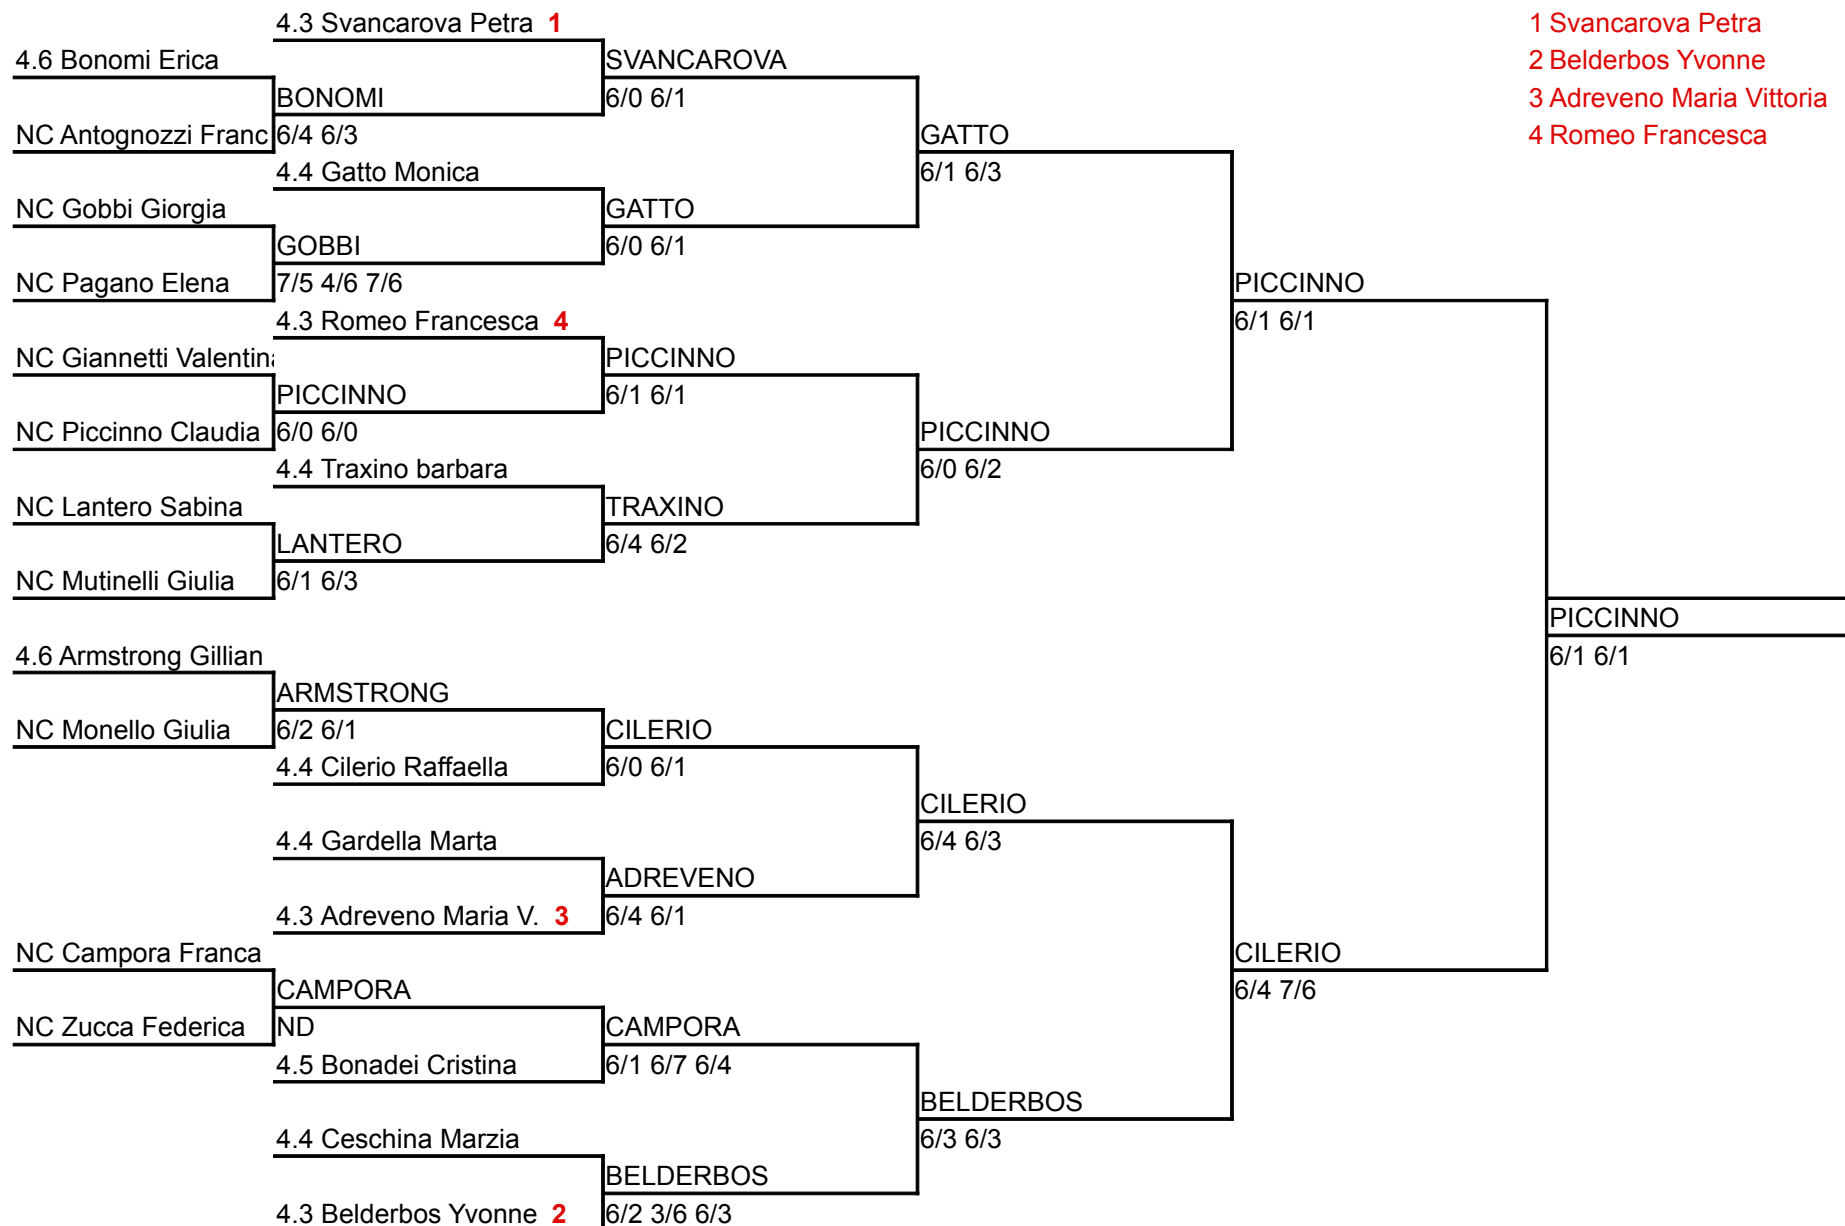 4.3 Svancarova Petra 1
1 Svancarova Petra
4.6 Bonomi Erica
SVANCAROVA
2 Belderbos Yvonne
BONOMI
6/0 6/1
3 Adreveno Maria Vittoria
NC Antognozzi Franc
6/4 6/3
GATTO
4 Romeo Francesca
4.4 Gatto Monica
6/1 6/3
NC Gobbi Giorgia
GATTO
GOBBI
6/0 6/1
NC Pagano Elena
7/5 4/6 7/6
PICCINNO
4.3 Romeo Francesca 4
6/1 6/1
NC Giannetti Valentina
PICCINNO
PICCINNO
6/1 6/1
NC Piccinno Claudia
6/0 6/0
PICCINNO
4.4 Traxino barbara
6/0 6/2
NC Lantero Sabina
TRAXINO
LANTERO
6/4 6/2
NC Mutinelli Giulia
6/1 6/3
PICCINNO
4.6 Armstrong Gillian
6/1 6/1
ARMSTRONG
NC Monello Giulia
6/2 6/1
CILERIO
4.4 Cilerio Raffaella
6/0 6/1
CILERIO
4.4 Gardella Marta
6/4 6/3
ADREVENO
4.3 Adreveno Maria V. 3
6/4 6/1
NC Campora Franca
CILERIO
CAMPORA
6/4 7/6
NC Zucca Federica
ND
CAMPORA
4.5 Bonadei Cristina
6/1 6/7 6/4
BELDERBOS
4.4 Ceschina Marzia
6/3 6/3
BELDERBOS
4.3 Belderbos Yvonne 2
6/2 3/6 6/3